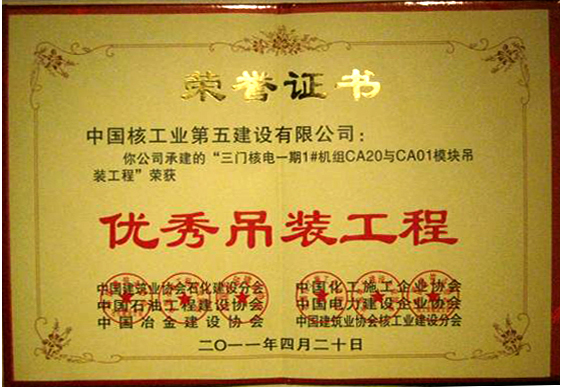 荣誉证书
中国核工业第五建设有限公司：
你公司承建的“三门核电一期1#机组CA20与CA01模块吊
装工程”荣获
优秀吊装工程
中国建筑业协会石化建设分会 中国化工施工企业协会
中国石油工程建设协会 中国电力建设企业协会
中国冶金建设协会 中国建筑业协会核工业建设分会
二〇一一年四月二十日